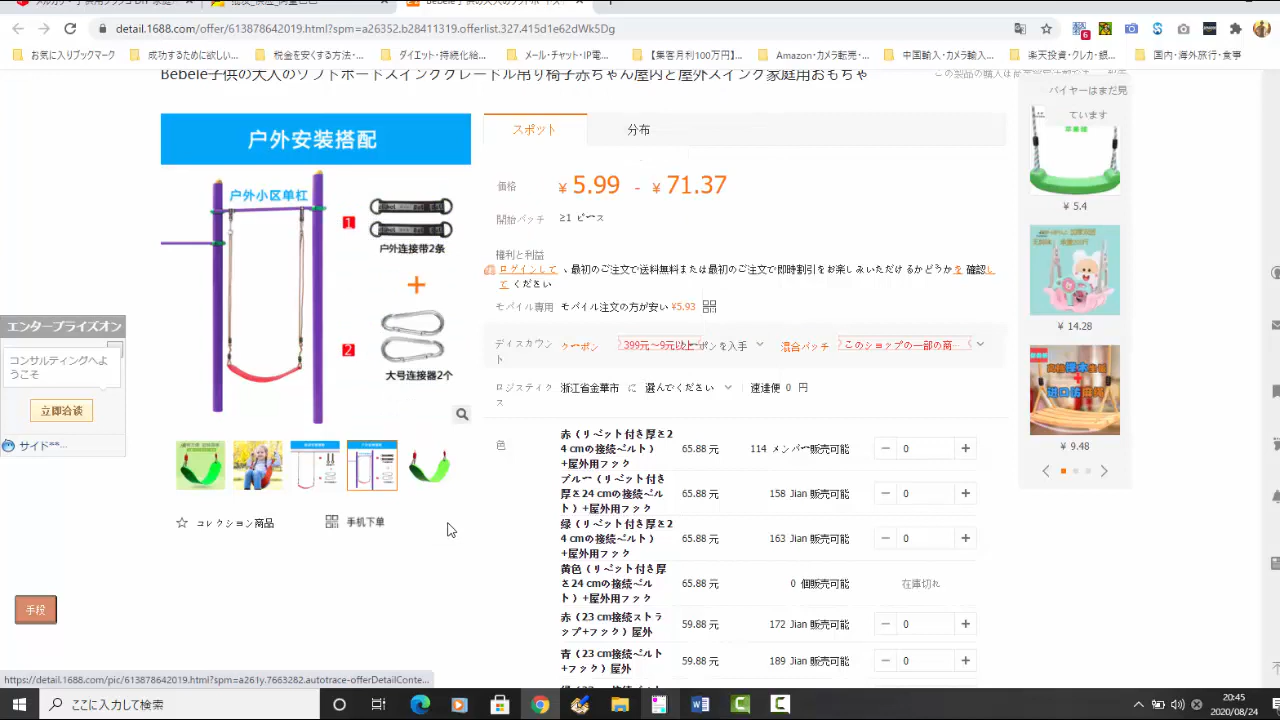 detail.1688.com/offer/613878642019.html?spm=a26352.b28411319.offerlist.327.415d1e62dWk5Dg
お気に入りブックマーク
成功するために欲しい...
税金を安くする方法・...
ダイエット・持続化給...
メール・チャット・IP電...
【集客月利100万円】...
Amazon・カメラ販売・...
中国輸入・カメラ輸入...
楽天投資・クレカ・銀...
国内・海外旅行・食事
Bebele子供の大人のソフトボードスイングクレードル吊り椅子赤ちゃん屋内と屋外スイング家庭用おもちゃ
户外安装搭配
户外小区单杠
1
户外连接带2条
+
2
大号连接器2个
コレクション商品
手机下单
エンタープライズオン
コンサルティングへよ
うこそ
立即洽谈
サイド**...
手段
スポット
分布
価格
¥ 5.99 - ¥ 71.37
開始バッチ
≥1 ピース
権利と利益
ログインして 、最初のご注文で送料無料または最初のご注文で即時割引をお楽しみいただけるかどうかを 確認し
て ください
モバイル専用 モバイル注文の方が安い ¥5.93
ディスカウン
ト
クーポン
399元～9元以上ーポンを入手
混合バッチ
このショップの一部の商...
ロジスティク
ス
浙江省金華市 に 選んでください
速達便 0 円
色
赤（リベット付き厚さ2
4 cmの接続ベルト）
+屋外用フック
65.88 元
114 メンバー販売可能
− 0 +
ブルー（リベット付き
厚さ24 cmの接続ベル
ト）+屋外用フック
65.88 元
158 Jian 販売可能
− 0 +
緑（リベット付き厚さ2
4 cmの接続ベルト）
+屋外用フック
65.88 元
163 Jian 販売可能
− 0 +
黄色（リベット付き厚
さ24 cmの接続ベル
ト）+屋外用フック
65.88 元
0 個販売可能
在庫切れ
赤（23 cm接続ストラ
ップ+フック）屋外
59.88 元
172 Jian 販売可能
− 0 +
青（23 cm接続ベルト
+フック）屋外
59.88 元
189 Jian 販売可能
− 0 +
バイヤーはまだ見
ています
¥ 5.4
¥ 14.28
¥ 9.48
https://detail.1688.com/pic/613878642019.html?spm=a261y.7663282.autotrace-offerDetailConte...
ここに入力して検索
20:45
2020/08/24